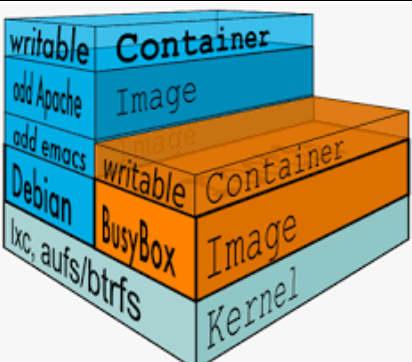 writable Container
add Apache Image
add emacs Image
Debian
writable Container
BusyBox Image
lxc, aufs/btrfs
Kernel